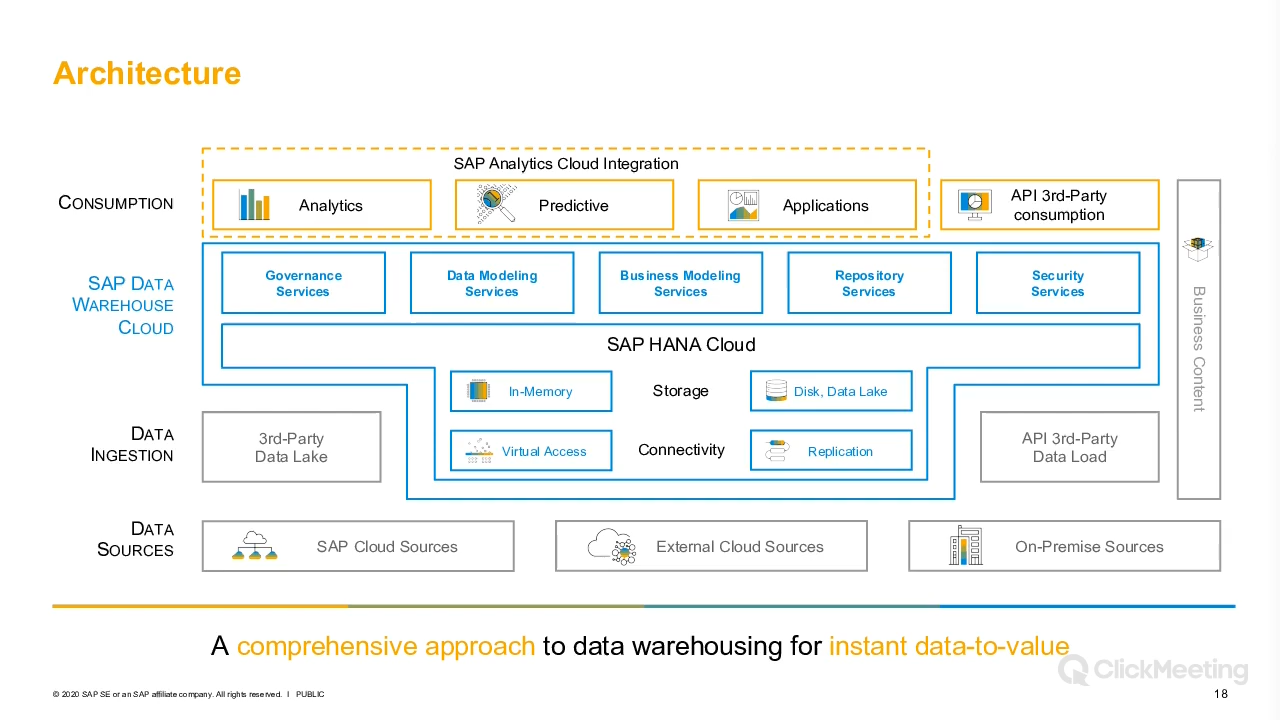 Architecture
SAP Analytics Cloud Integration
CONSUMPTION
Analytics
Predictive
Applications
API 3rd-Party
consumption
SAP DATA
WAREHOUSE
CLOUD
Governance
Services
Data Modeling
Services
Business Modeling
Services
Repository
Services
Security
Services
Business Content
SAP HANA Cloud
In-Memory
Storage
Disk, Data Lake
DATA
INGESTION
3rd-Party
Data Lake
Virtual Access
Connectivity
Replication
API 3rd-Party
Data Load
DATA
SOURCES
SAP Cloud Sources
External Cloud Sources
On-Premise Sources
A comprehensive approach to data warehousing for instant data-to-value
ClickMeeting
© 2020 SAP SE or an SAP affiliate company. All rights reserved. I PUBLIC
18